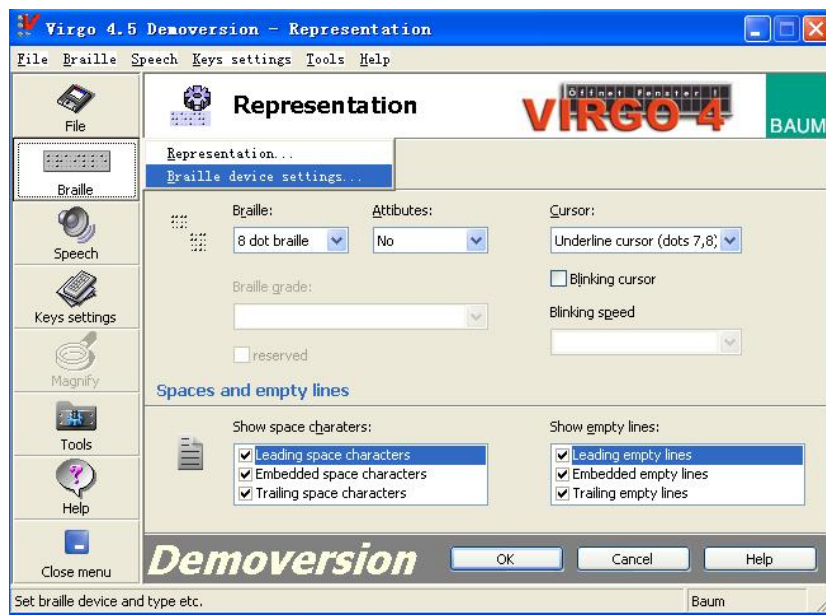 Virgo 4.5 Demoversion - Representation
File Braille Speech Keys settings Tools Help
File
Representation
Öffnet Fenster!
VIRGO 4
BAUM
Representation...
Braille device settings...
Braille
Braille: Attibutes: Cursor:
8 dot braille No Underline cursor (dots 7,8)
Speech
Blinking cursor
Braille grade: Blinking speed
Keys settings
reserved
Magnify
Spaces and empty lines
Show space charaters: Show empty lines:
Tools
Leading space characters Leading empty lines
Embedded space characters Embedded empty lines
Trailing space characters Trailing empty lines
Help
Close menu
Demoversion OK Cancel Help
Set braille device and type etc. Baum